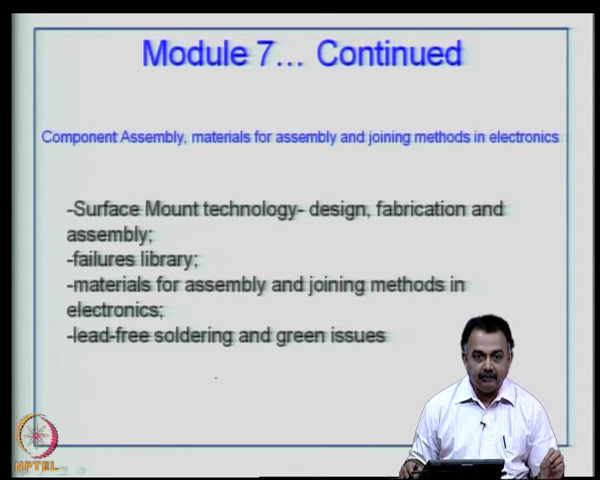 Module 7... Continued
Component Assembly, materials for assembly and joining methods in electronics
-Surface Mount technology- design, fabrication and
assembly;
-failures library;
-materials for assembly and joining methods in
electronics;
-lead-free soldering and green issues
NPTEL